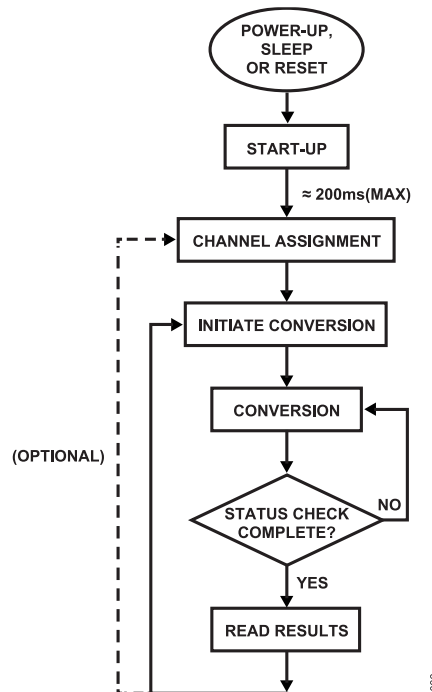 POWER-UP,
SLEEP
OR RESET
START-UP
≈ 200ms(MAX)
CHANNEL ASSIGNMENT
INITIATE CONVERSION
CONVERSION
(OPTIONAL)
STATUS CHECK
COMPLETE?
NO
YES
READ RESULTS